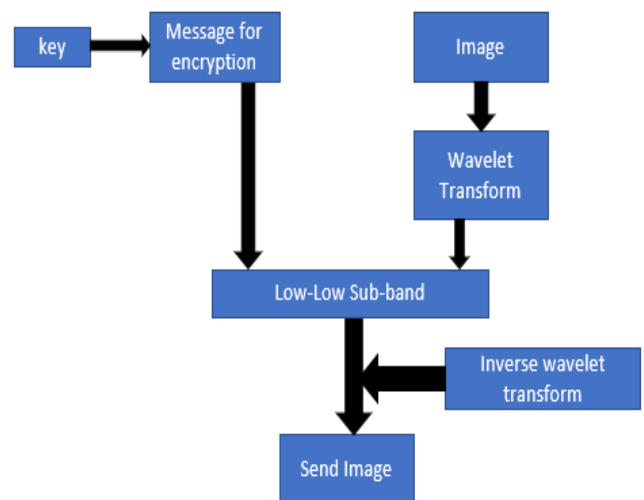 key
Message for
encryption
Image
Wavelet
Transform
Low-Low Sub-band
Inverse wavelet
transform
Send Image